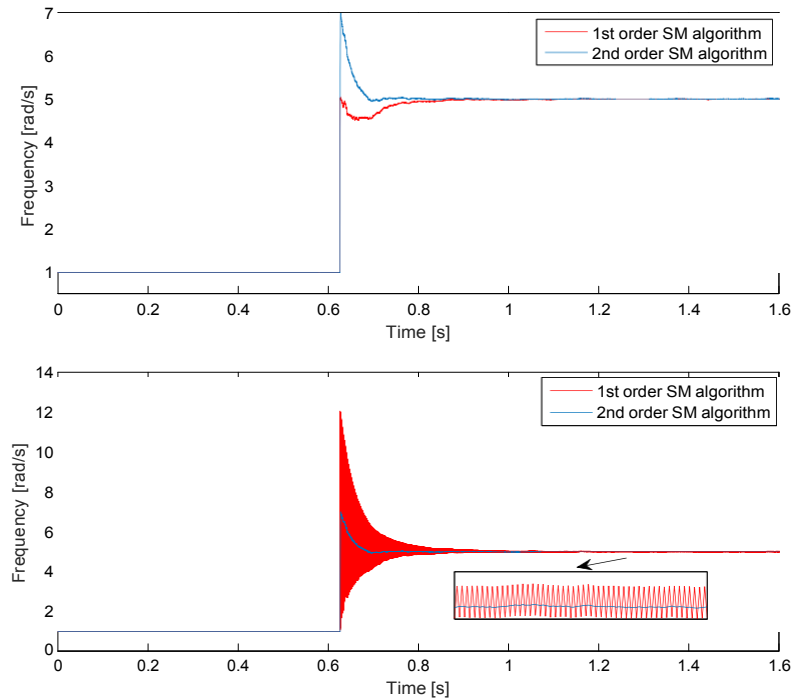 7
6
5
4
3
2
1
Frequency [rad/s]
1st order SM algorithm
2nd order SM algorithm
0 0.2 0.4 0.6 0.8 1 1.2 1.4 1.6
Time [s]
14
12
10
8
6
4
2
0
Frequency [rad/s]
1st order SM algorithm
2nd order SM algorithm
0 0.2 0.4 0.6 0.8 1 1.2 1.4 1.6
Time [s]